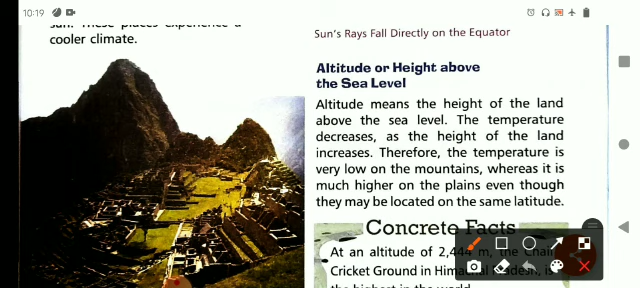 10:19
cooler climate.
Sun's Rays Fall Directly on the Equator
Altitude or Height above
the Sea Level
Altitude means the height of the land
above the sea level. The temperature
decreases, as the height of the land
increases. Therefore, the temperature is
very low on the mountains, whereas it is
much higher on the plains even though
they may be located on the same latitude.
Concrete Facts
At an altitude of 2,444 m, the
Cricket Ground in
the highest in the world